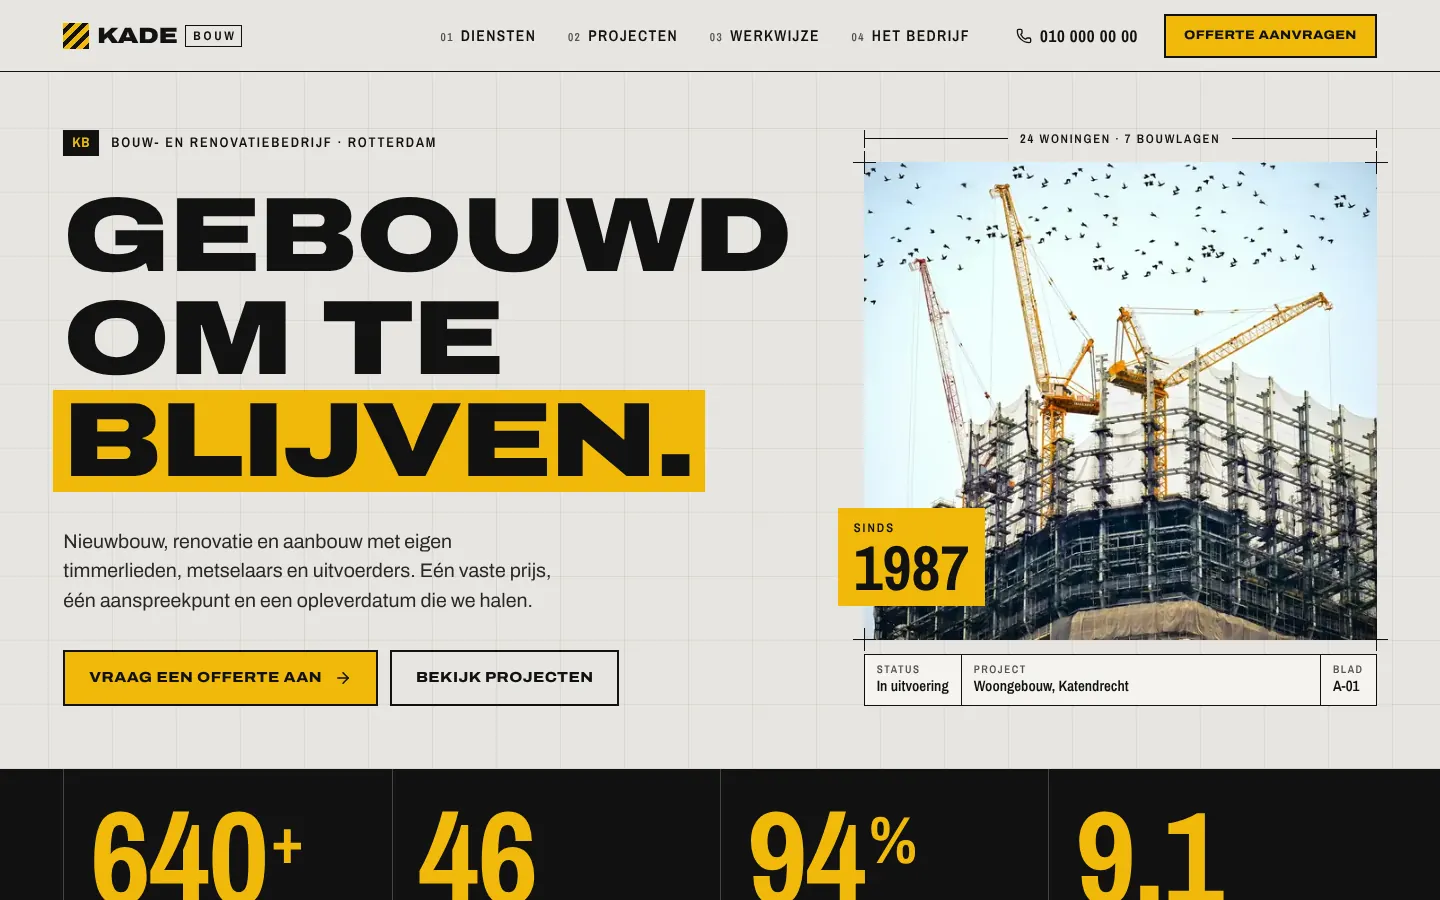 KADE BOUW
01 DIENSTEN 02 PROJECTEN 03 WERKWIJZE 04 HET BEDRIJF 010 000 00 00 OFFERTE AANVRAGEN
KB BOUW- EN RENOVATIEBEDRIJF · ROTTERDAM
GEBOUWD
OM TE
BLIJVEN.
Nieuwbouw, renovatie en aanbouw met eigen
timmerlieden, metselaars en uitvoerders. Eén vaste prijs,
één aanspreekpunt en een opleverdatum die we halen.
VRAAG EEN OFFERTE AAN
BEKIJK PROJECTEN
24 WONINGEN · 7 BOUWLAGEN
SINDS
1987
STATUS
In uitvoering
PROJECT
Woongebouw, Katendrecht
BLAD
A-01
640+
46
94%
9.1